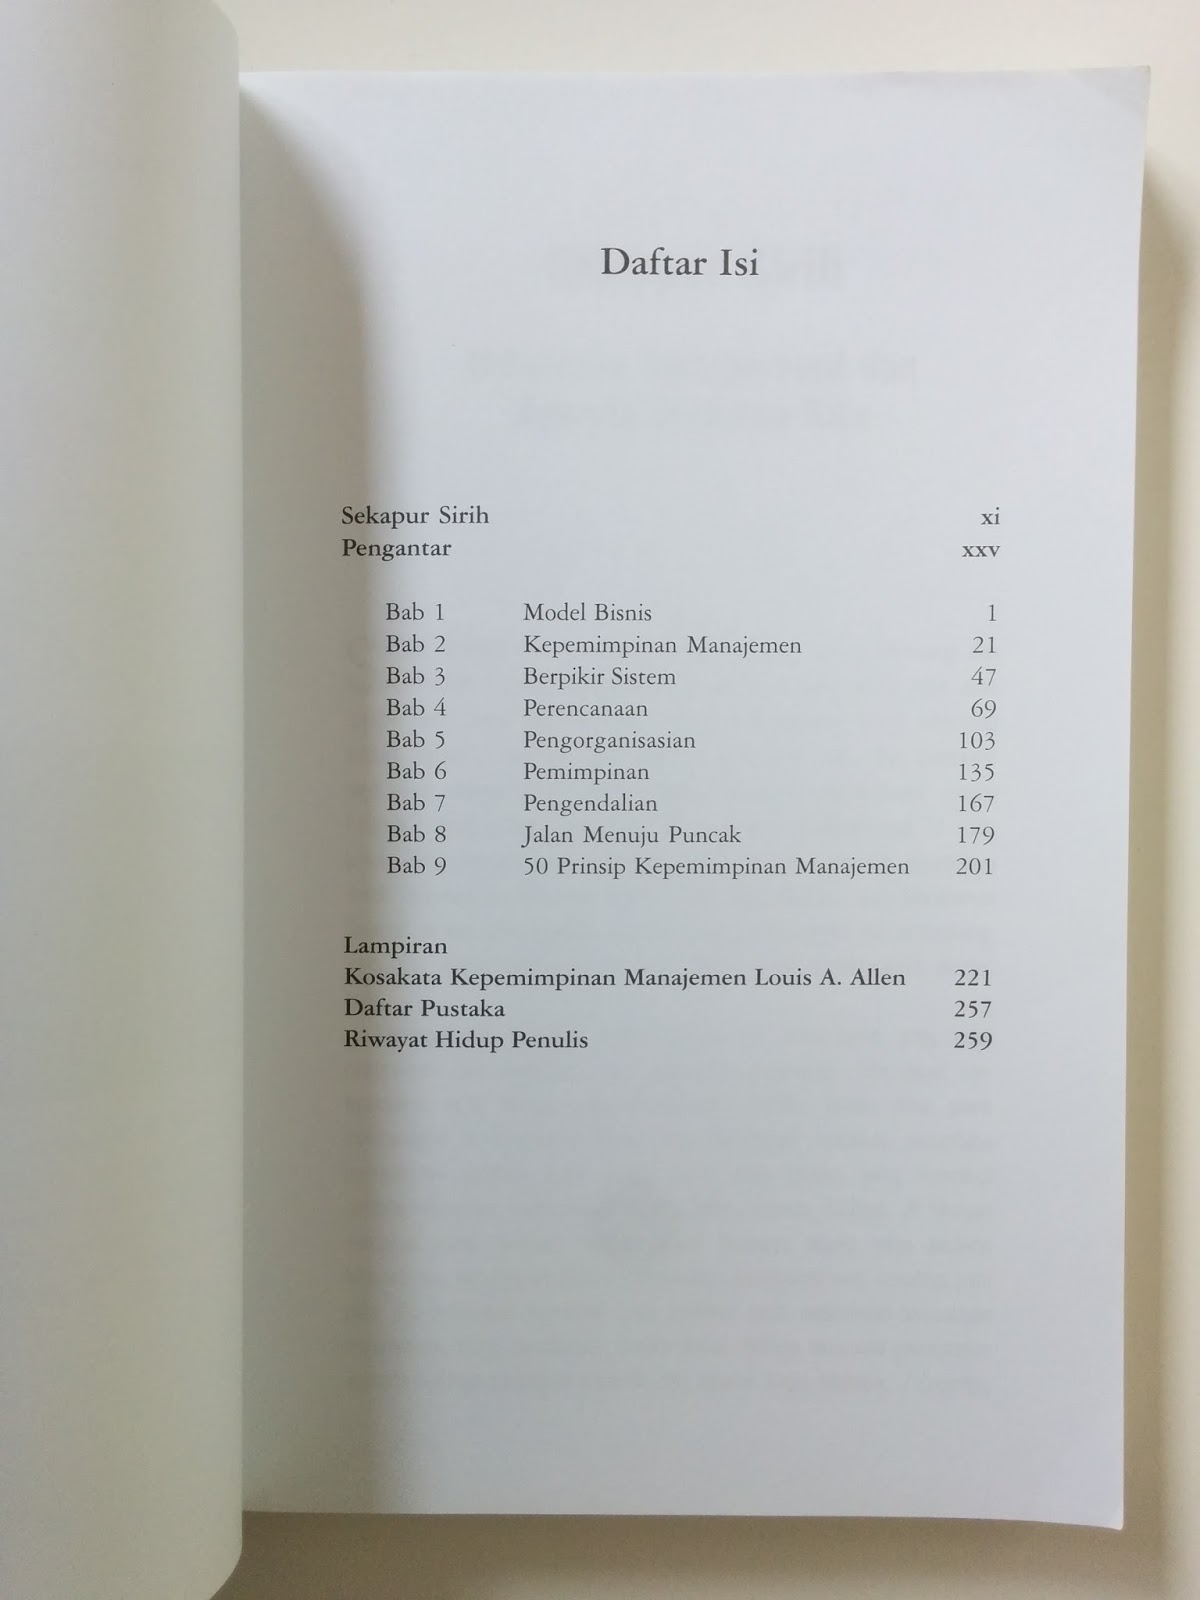 Daftar Isi
Sekapur Sirih xi
Pengantar xxv
Bab 1 Model Bisnis 1
Bab 2 Kepemimpinan Manajemen 21
Bab 3 Berpikir Sistem 47
Bab 4 Perencanaan 69
Bab 5 Pengorganisasian 103
Bab 6 Pemimpinan 135
Bab 7 Pengendalian 167
Bab 8 Jalan Menuju Puncak 179
Bab 9 50 Prinsip Kepemimpinan Manajemen 201
Lampiran
Kosakata Kepemimpinan Manajemen Louis A. Allen 221
Daftar Pustaka 257
Riwayat Hidup Penulis 259